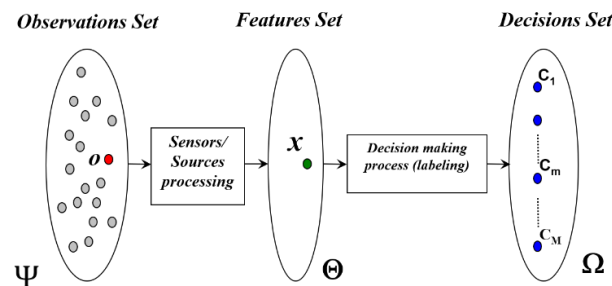 Observations Set
Features Set
Decisions Set
o
Sensors/
Sources
processing
x
Decision making
process (labeling)
C1
Cm
CM
Ψ
Θ
Ω